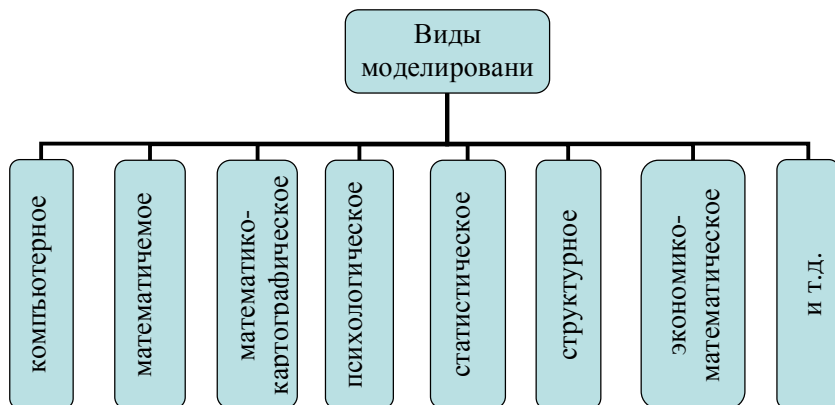 Виды
моделировани
компьютерное
математичемое
математико-
картографическое
психологическое
статистическое
структурное
экономико-
математическое
и т.д.